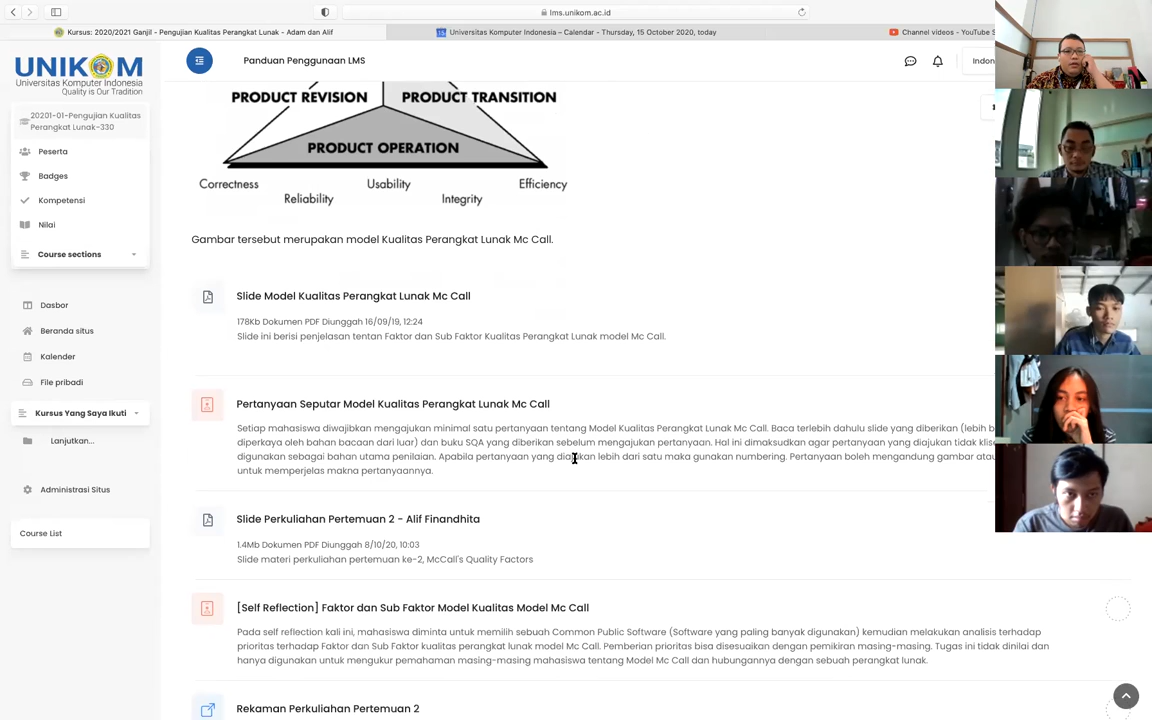 lms.unikom.ac.id
Kursus: 2020/2021 Ganjil - Pengujian Kualitas Perangkat Lunak - Adam dan Alif
15
Universitas Komputer Indonesia – Calendar - Thursday, 15 October 2020, today
Channel videos - YouTube S
UNIKOM
Universitas Komputer Indonesia
Quality is Our Tradition
Panduan Penggunaan LMS
Indon
20201-01-Pengujian Kualitas
Perangkat Lunak-330
Peserta
Badges
Kompetensi
Nilai
Course sections
Dasbor
Beranda situs
Kalender
File pribadi
Kursus Yang Saya Ikuti
Lanjutkan...
Administrasi Situs
Course List
PRODUCT REVISION
PRODUCT TRANSITION
PRODUCT OPERATION
Correctness
Usability
Efficiency
Reliability
Integrity
Gambar tersebut merupakan model Kualitas Perangkat Lunak Mc Call.
Slide Model Kualitas Perangkat Lunak Mc Call
178Kb Dokumen PDF Diunggah 16/09/19, 12:24
Slide ini berisi penjelasan tentan Faktor dan Sub Faktor Kualitas Perangkat Lunak model Mc Call.
Pertanyaan Seputar Model Kualitas Perangkat Lunak Mc Call
Setiap mahasiswa diwajibkan mengajukan minimal satu pertanyaan tentang Model Kualitas Perangkat Lunak Mc Call. Baca terlebih dahulu slide yang diberikan (lebih b
diperkaya oleh bahan bacaan dari luar) dan buku SQA yang diberikan sebelum mengajukan pertanyaan. Hal ini dimaksudkan agar pertanyaan yang diajukan tidak klise
digunakan sebagai bahan utama penilaian. Apabila pertanyaan yang diajukan lebih dari satu maka gunakan numbering. Pertanyaan boleh mengandung gambar atau
untuk memperjelas makna pertanyaannya.
Slide Perkuliahan Pertemuan 2 - Alif Finandhita
1.4Mb Dokumen PDF Diunggah 8/10/20, 10:03
Slide materi perkuliahan pertemuan ke-2, McCall's Quality Factors
[Self Reflection] Faktor dan Sub Faktor Model Kualitas Model Mc Call
Pada self reflection kali ini, mahasiswa diminta untuk memilih sebuah Common Public Software (Software yang paling banyak digunakan) kemudian melakukan analisis terhadap
prioritas terhadap Faktor dan Sub Faktor kualitas perangkat lunak model Mc Call. Pemberian prioritas bisa disesuaikan dengan pemikiran masing-masing. Tugas ini tidak dinilai dan
hanya digunakan untuk mengukur pemahaman masing-masing mahasiswa tentang Model Mc Call dan hubungannya dengan sebuah perangkat lunak.
Rekaman Perkuliahan Pertemuan 2